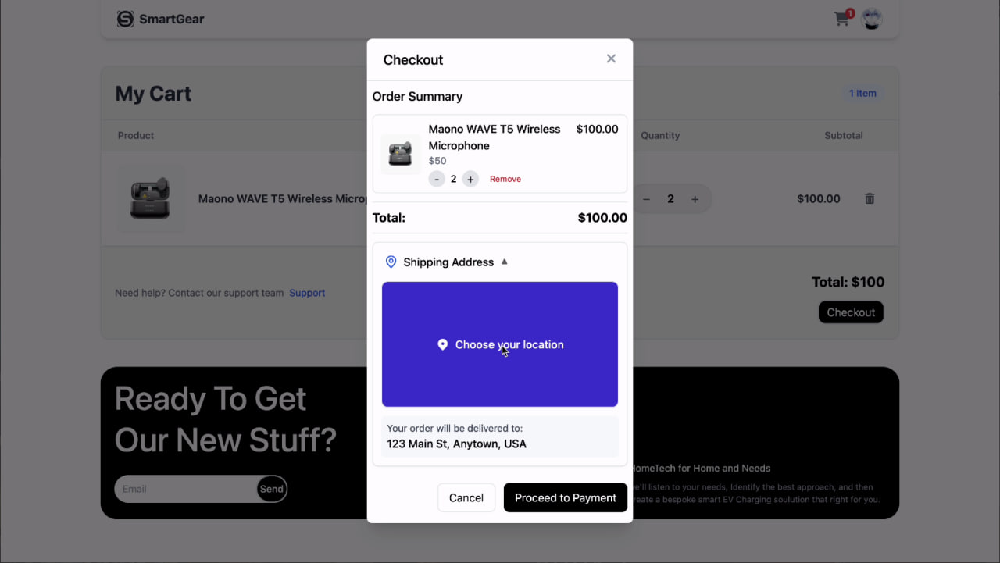 SmartGear
1
My Cart
1 Item
Product
Quantity
Subtotal
Maono WAVE T5 Wireless Micro
−
2
+
$100.00
Need help? Contact our support team Support
Total: $100
Checkout
Checkout
Order Summary
Maono WAVE T5 Wireless
Microphone
$100.00
$50
- 2 + Remove
Total:
$100.00
Shipping Address
Choose your location
Your order will be delivered to:
123 Main St, Anytown, USA
Cancel
Proceed to Payment
Ready To Get
Our New Stuff?
Email
Send
HomeTech for Home and Needs
e'll listen to your needs, Identify the best approach, and then
reate a bespoke smart EV Charging soulution that right for you.